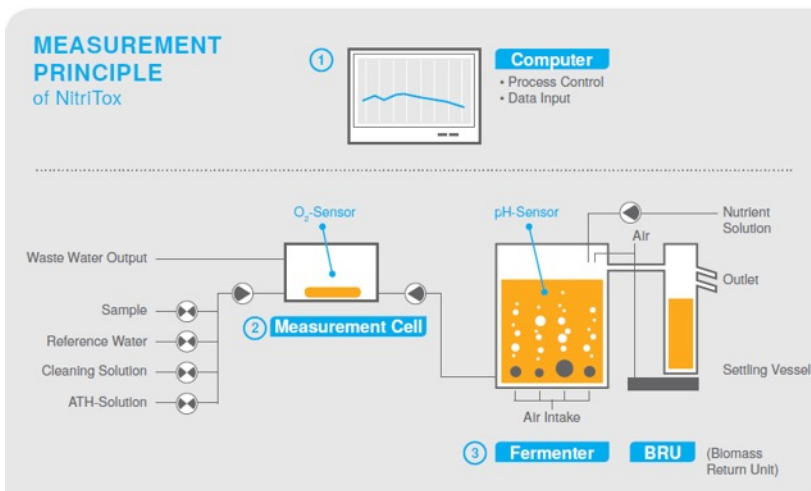 MEASUREMENT
PRINCIPLE
of NitriTox
1
Computer
• Process Control
• Data Input
O₂-Sensor
pH-Sensor
Nutrient
Solution
Air
Waste Water Output
Outlet
Sample
2 Measurement Cell
Reference Water
Cleaning Solution
Settling Vessel
ATH-Solution
Air Intake
3 Fermenter
BRU
(Biomass
Return Unit)